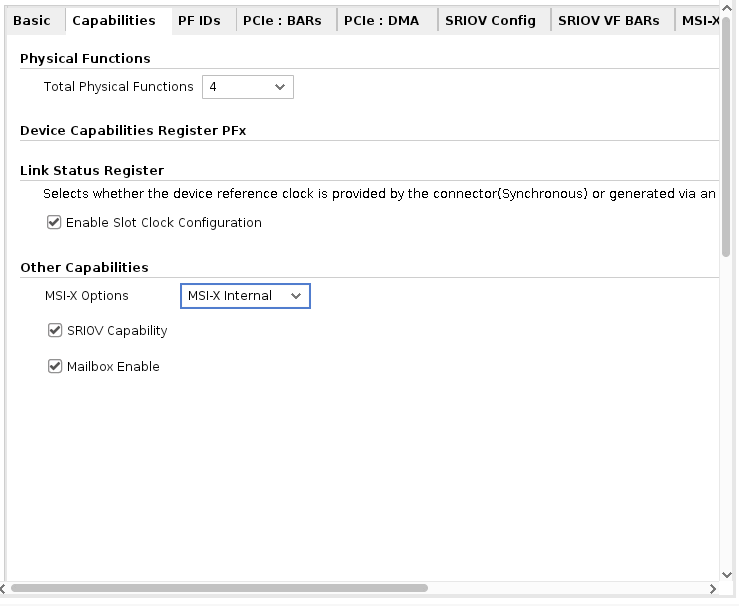 Basic Capabilities PF IDs PCIe : BARs PCIe : DMA SRIOV Config SRIOV VF BARs MSI-X
Physical Functions
Total Physical Functions 4
Device Capabilities Register PFx
Link Status Register
Selects whether the device reference clock is provided by the connector(Synchronous) or generated via an
Enable Slot Clock Configuration
Other Capabilities
MSI-X Options MSI-X Internal
SRIOV Capability
Mailbox Enable